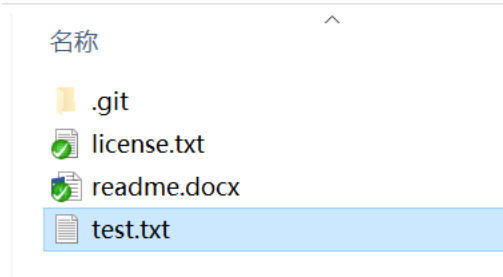 名称
.git
license.txt
readme.docx
test.txt